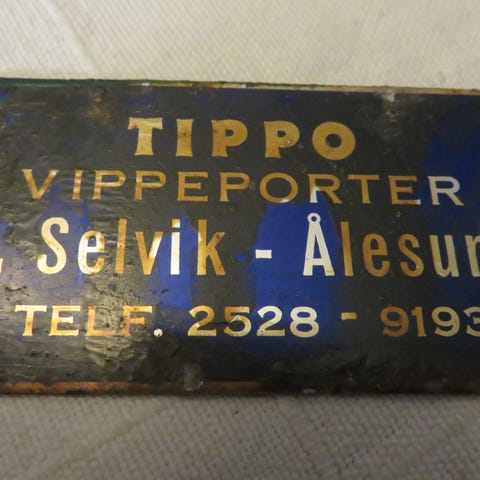 TIPPO
VIPPEPORTER
. Selvik - Ålesun
TELF. 2528 - 9193